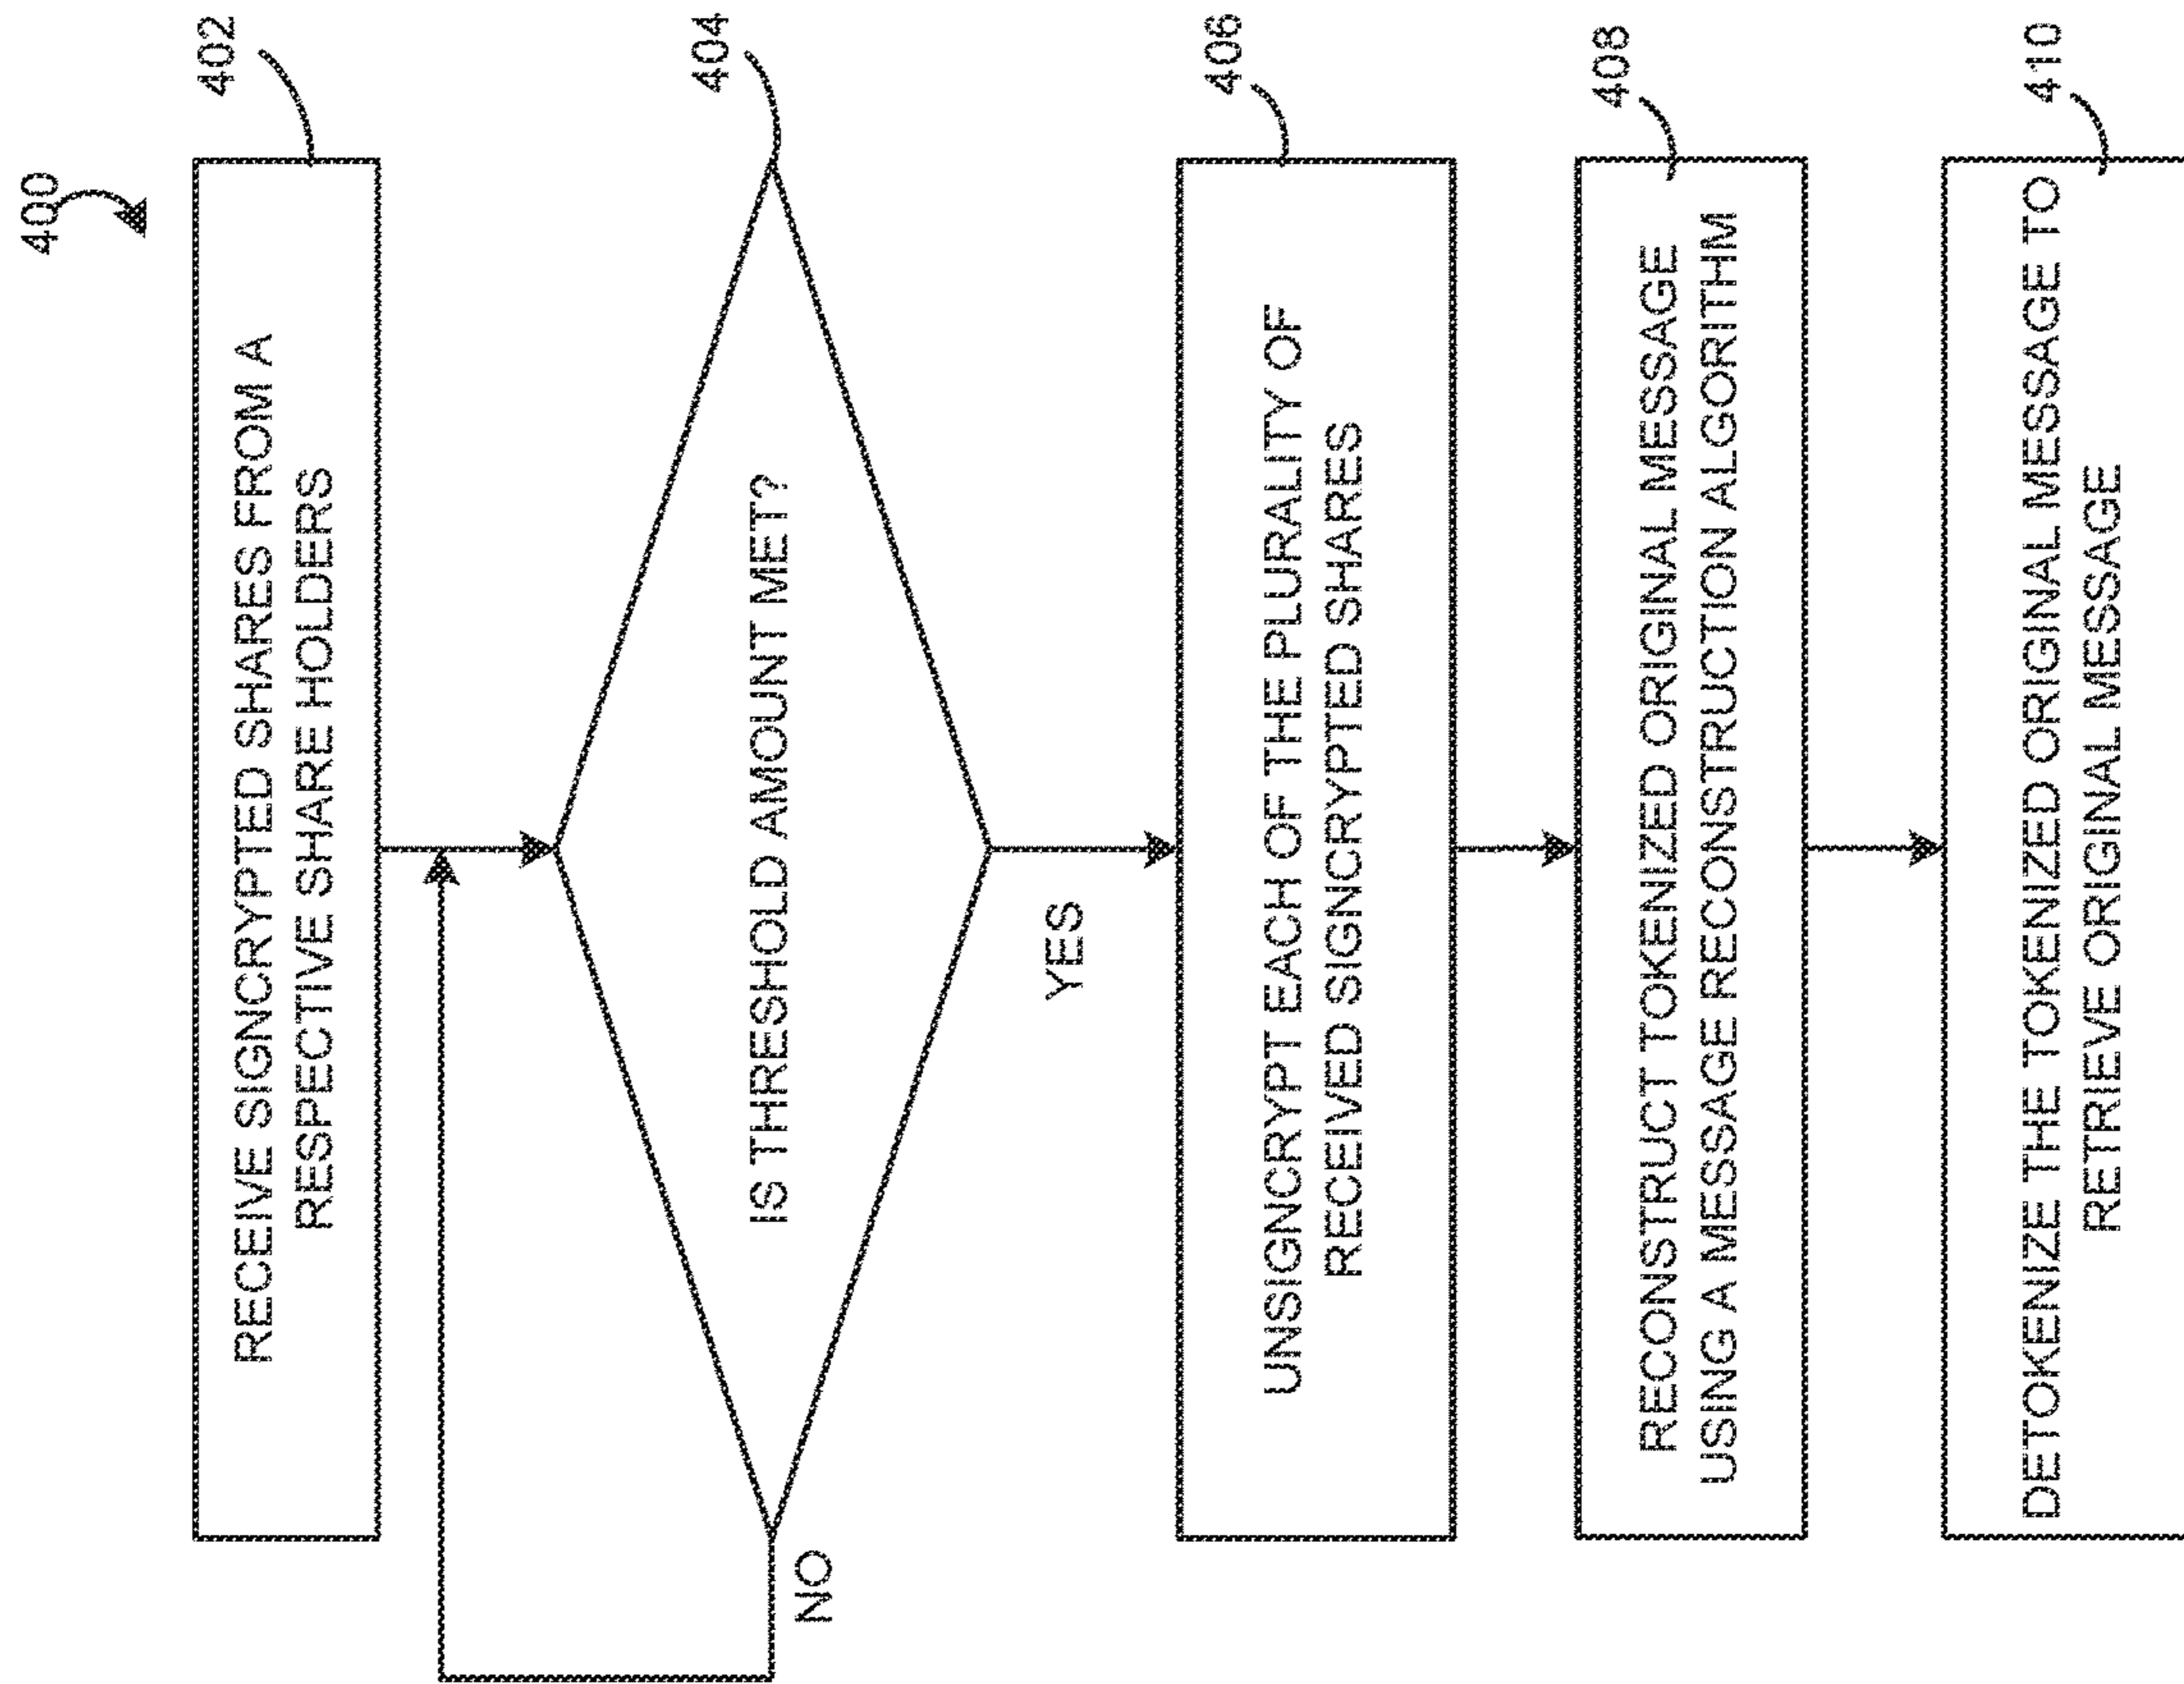 400
RECEIVE SIGNCRYPTED SHARES FROM A
RESPECTIVE SHARE HOLDERS
402
IS THRESHOLD AMOUNT MET?
404
NO
YES
UNSIGNCRYPT EACH OF THE PLURALITY OF
RECEIVED SIGNCRYPTED SHARES
406
RECONSTRUCT TOKENIZED ORIGINAL MESSAGE
USING A MESSAGE RECONSTRUCTION ALGORITHM
408
DETOKENIZE THE TOKENIZED ORIGINAL MESSAGE TO
RETRIEVE ORIGINAL MESSAGE
410